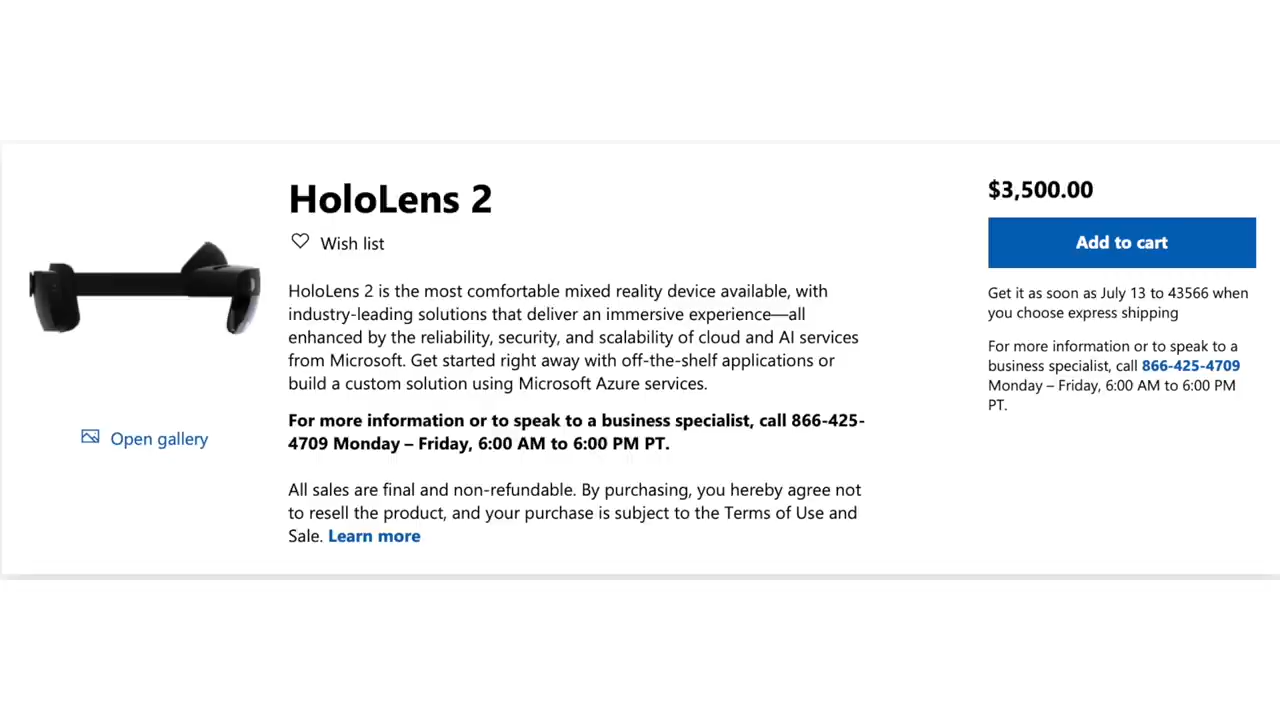 HoloLens 2
Wish list
HoloLens 2 is the most comfortable mixed reality device available, with
industry-leading solutions that deliver an immersive experience—all
enhanced by the reliability, security, and scalability of cloud and AI services
from Microsoft. Get started right away with off-the-shelf applications or
build a custom solution using Microsoft Azure services.
For more information or to speak to a business specialist, call 866-425-
4709 Monday – Friday, 6:00 AM to 6:00 PM PT.
All sales are final and non-refundable. By purchasing, you hereby agree not
to resell the product, and your purchase is subject to the Terms of Use and
Sale. Learn more
Open gallery
$3,500.00
Add to cart
Get it as soon as July 13 to 43566 when
you choose express shipping
For more information or to speak to a
business specialist, call 866-425-4709
Monday – Friday, 6:00 AM to 6:00 PM
PT.